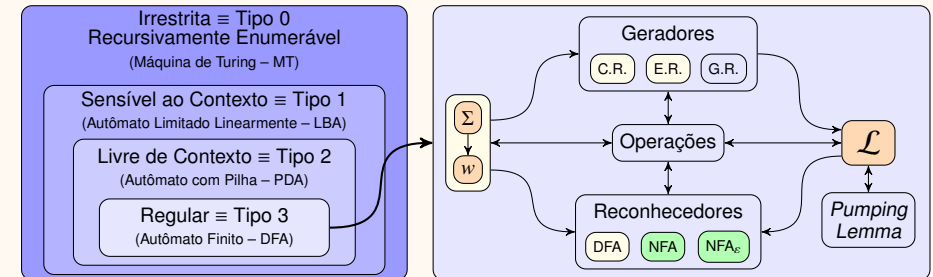 Irrestrita ≡ Tipo 0
Recursivamente Enumerável
(Máquina de Turing – MT)
Sensível ao Contexto ≡ Tipo 1
(Autômato Limitado Linearmente – LBA)
Livre de Contexto ≡ Tipo 2
(Autômato com Pilha – PDA)
Regular ≡ Tipo 3
(Autômato Finito – DFA)
Σ
w
Geradores
C.R. E.R. G.R.
Operações
Reconhecedores
DFA NFA NFAε
ℒ
Pumping
Lemma